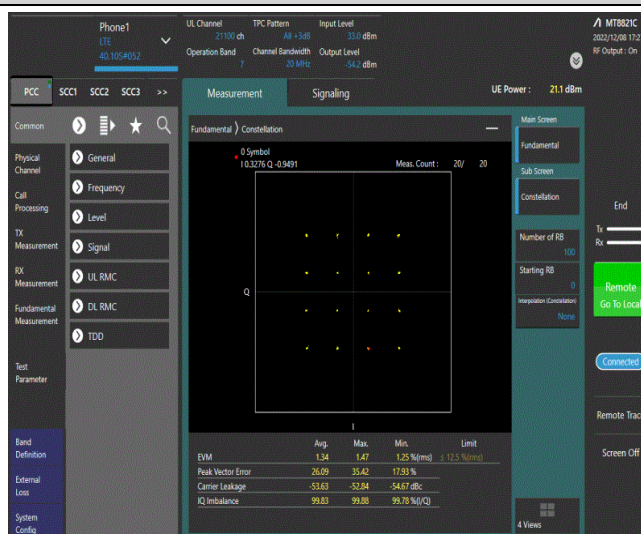 Phone1
LTE
40.105#052
UL Channel
21100 ch
TPC Pattern
All +3dB
Input Level
33.0 dBm
Operation Band
7
Channel Bandwidth
20 MHz
Output Level
-54.2 dBm
MT8821C
2022/12/08 17:2
RF Output : On
PCC SCC1 SCC2 SCC3 >>
Measurement
Signaling
UE Power : 21.1 dBm
Common
Physical
Channel
Call
Processing
TX
Measurement
RX
Measurement
Fundamental
Measurement
Test
Parameter
Band
Definition
External
Loss
System
Config
General
Frequency
Level
Signal
UL RMC
DL RMC
TDD
Fundamental Constellation
0 Symbol
I 0.3276 Q -0.9491
Meas. Count : 20/ 20
Q
I
Avg. Max. Min. Limit
EVM 1.34 1.47 1.25 %(rms) ≤ 12.5 %(rms)
Peak Vector Error 26.09 35.42 17.93 %
Carrier Leakage -53.63 -52.84 -54.67 dBc
IQ Imbalance 99.83 99.88 99.78 %(I/Q)
Main Screen
Fundamental
Sub Screen
Constellation
Number of RB
100
Starting RB
0
Interpolation (Constellation)
None
4 Views
End
Tx
Rx
Remote
Go To Local
Connected
Remote Trac
Screen Off